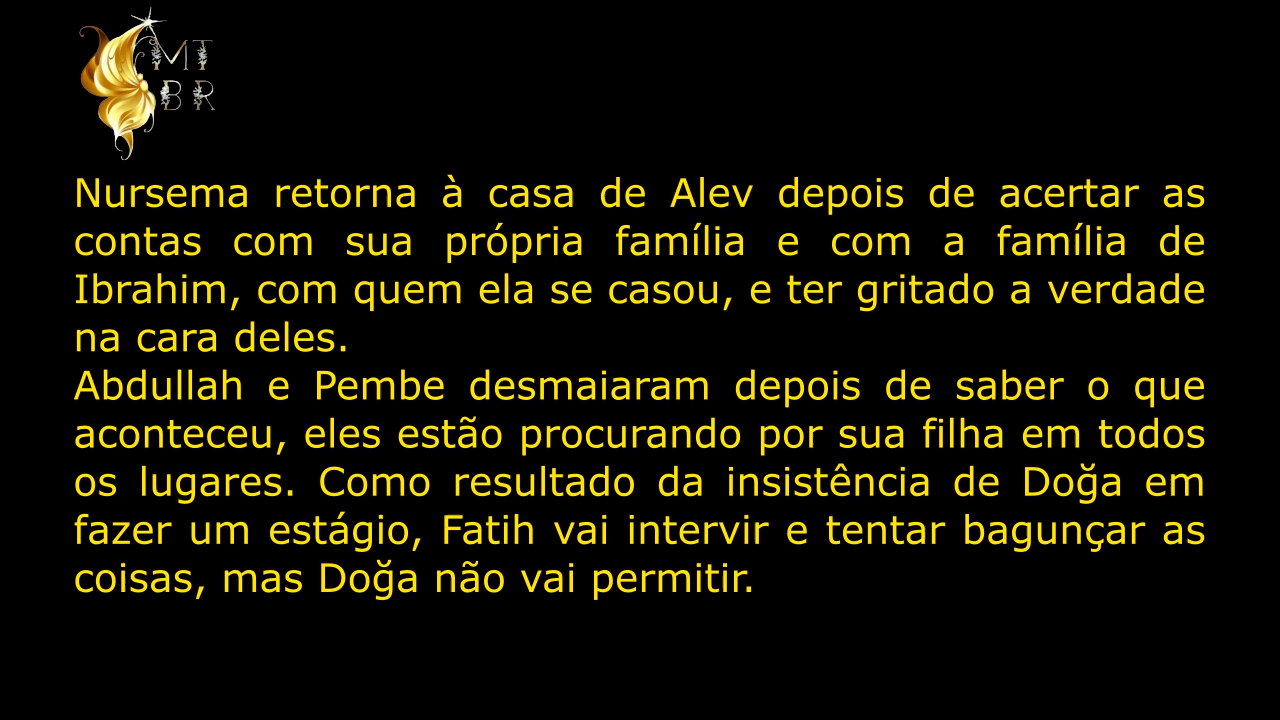 MT
BR
Nursema retorna à casa de Alev depois de acertar as
contas com sua própria família e com a família de
Ibrahim, com quem ela se casou, e ter gritado a verdade
na cara deles.
Abdullah e Pembe desmaiaram depois de saber o que
aconteceu, eles estão procurando por sua filha em todos
os lugares. Como resultado da insistência de Doğa em
fazer um estágio, Fatih vai intervir e tentar bagunçar as
coisas, mas Doğa não vai permitir.